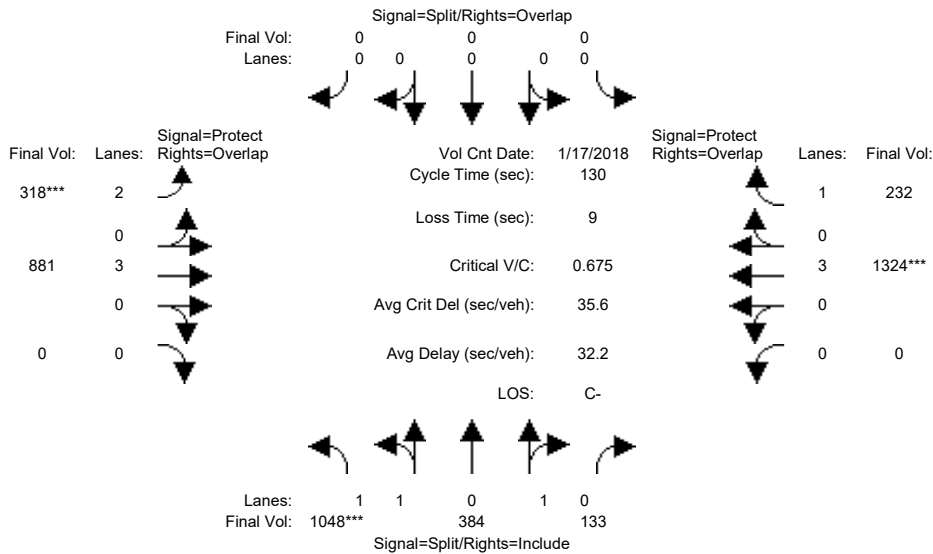 Signal=Split/Rights=Overlap
Final Vol: 0 0 0
Lanes: 0 0 0 0 0
Signal=Protect Signal=Protect
Final Vol: Lanes: Rights=Overlap Vol Cnt Date: 1/17/2018 Rights=Overlap Lanes: Final Vol:
Cycle Time (sec): 130
318*** 2 1 232
Loss Time (sec): 9
0 0
881 3 Critical V/C: 0.675 3 1324***
0 Avg Crit Del (sec/veh): 35.6 0
0 0 Avg Delay (sec/veh): 32.2 0 0
LOS: C-
Lanes: 1 1 0 1 0
Final Vol: 1048*** 384 133
Signal=Split/Rights=Include